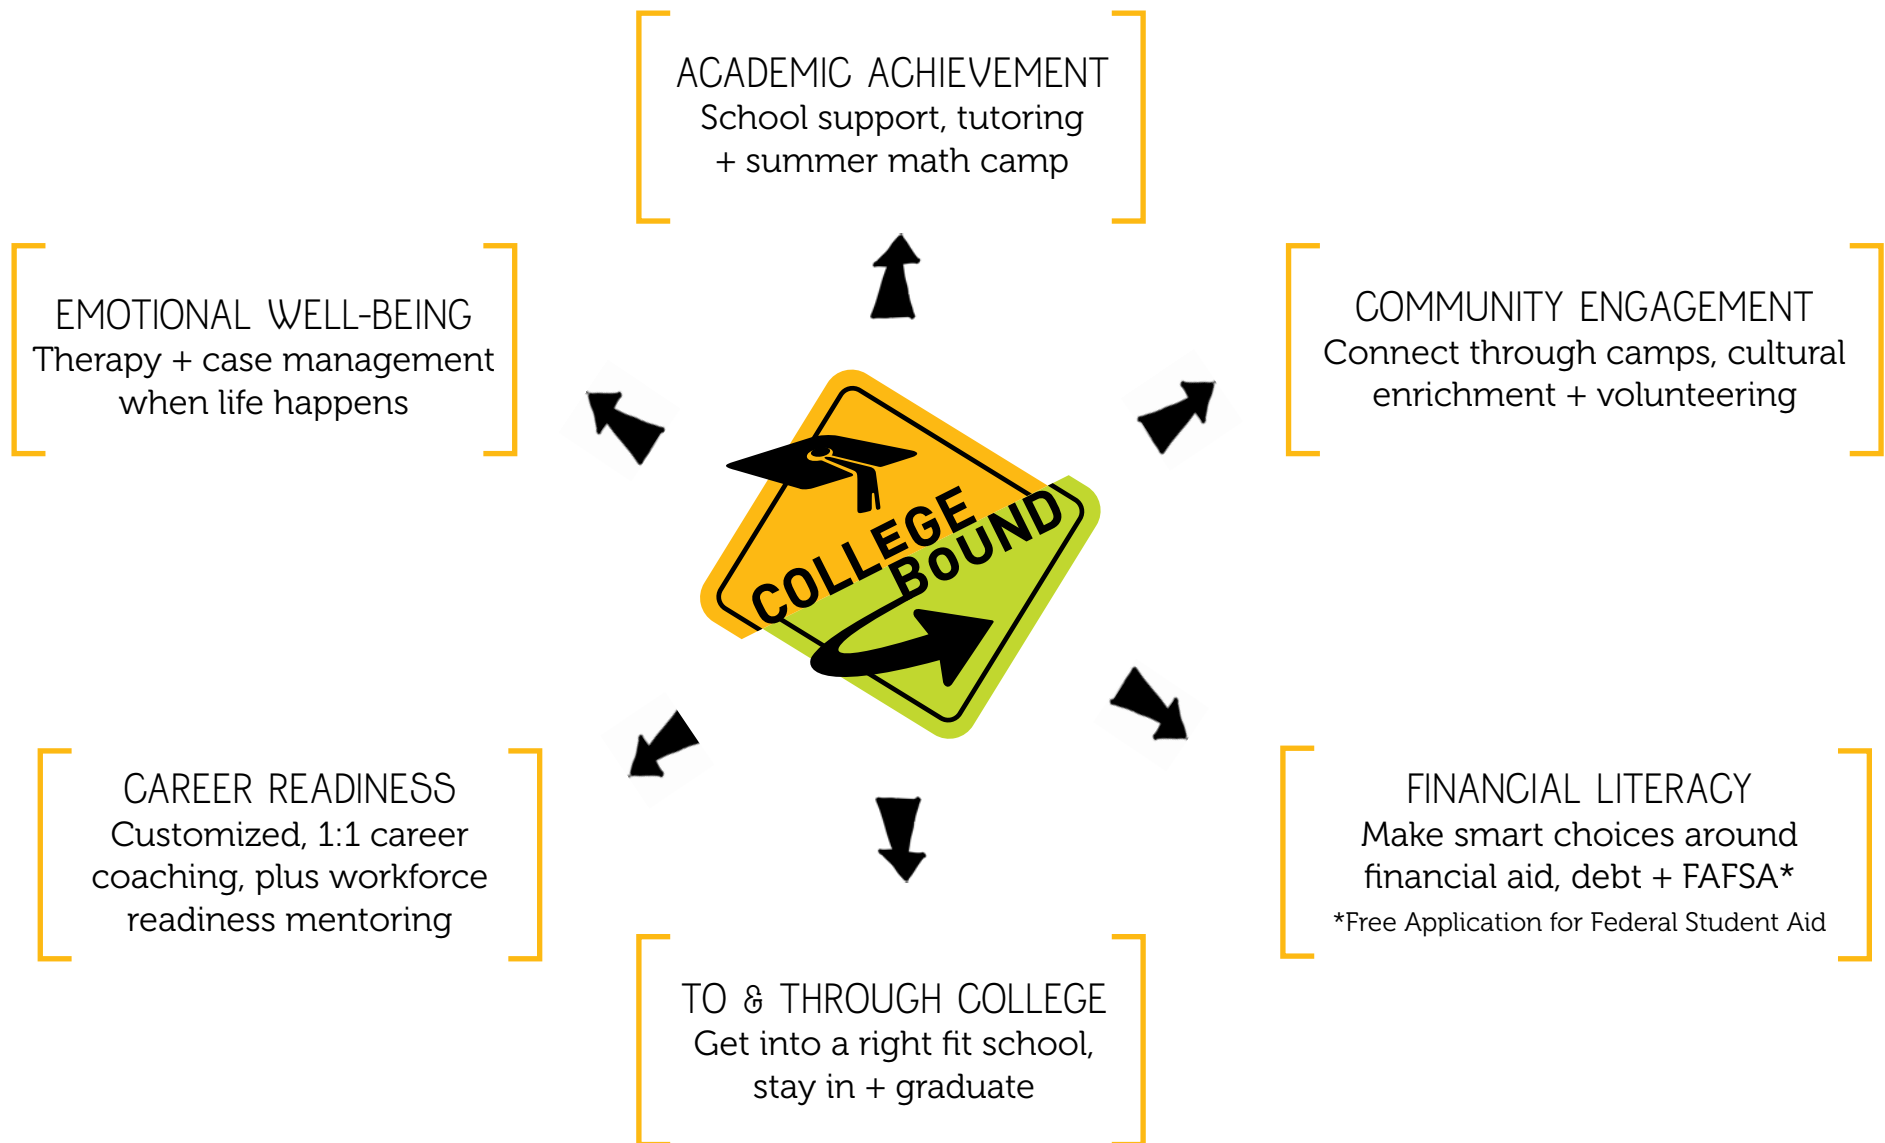 ACADEMIC ACHIEVEMENT
School support, tutoring
+ summer math camp
EMOTIONAL WELL-BEING
Therapy + case management
when life happens
COMMUNITY ENGAGEMENT
Connect through camps, cultural
enrichment + volunteering
COLLEGE
BOUND
CAREER READINESS
Customized, 1:1 career
coaching, plus workforce
readiness mentoring
FINANCIAL LITERACY
Make smart choices around
financial aid, debt + FAFSA*
*Free Application for Federal Student Aid
TO & THROUGH COLLEGE
Get into a right fit school,
stay in + graduate